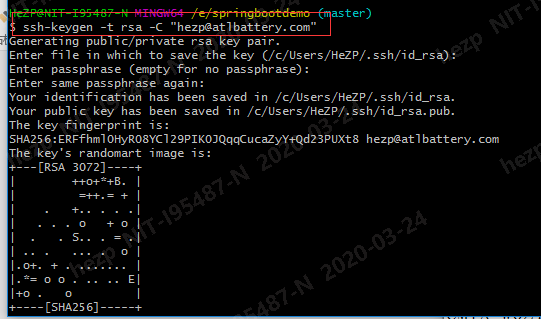 HeZP@NIT-I95487-N MINGW64 /e/springbootdemo (master)
$ ssh-keygen -t rsa -C "hezp@atlbattery.com"
Generating public/private rsa key pair.
Enter file in which to save the key (/c/Users/HeZP/.ssh/id_rsa):
Enter passphrase (empty for no passphrase):
Enter same passphrase again:
Your identification has been saved in /c/Users/HeZP/.ssh/id_rsa.
Your public key has been saved in /c/Users/HeZP/.ssh/id_rsa.pub.
The key fingerprint is:
SHA256:ERFfhml0HyRO8YCl29PIKOJQqqCucaZyY+Qd23PUXt8 hezp@atlbattery.com
The key's randomart image is:
+---[RSA 3072]----+
|       ++o+*+B. |
|        =++.= + |
|    .   +.. . . .|
|   . . . o   + o |
|  . . S.. . = .|
| .. .   ... . o |
|.o+. + . ....... |
|.*= o o . .. .. E|
|+o .   o         |
+----[SHA256]-----+
hezp NIT-I95487-N 2020-03-24